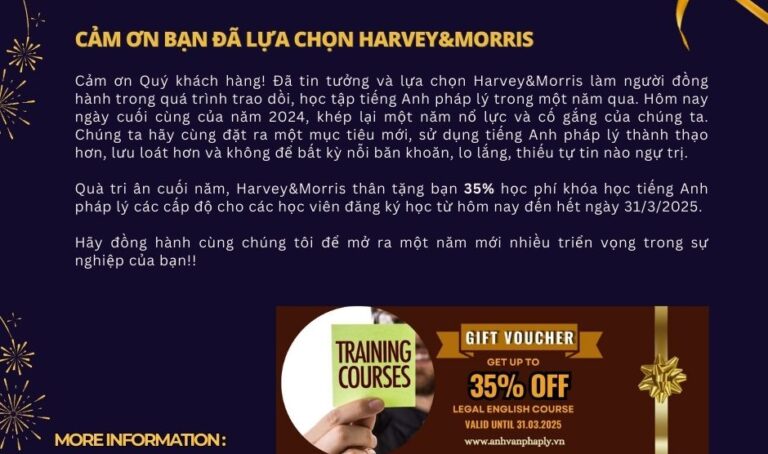 CẢM ƠN BẠN ĐÃ LỰA CHỌN HARVEY&MORRIS
Cảm ơn Quý khách hàng! Đã tin tưởng và lựa chọn Harvey&Morris làm người đồng
hành trong quá trình trao dồi, học tập tiếng Anh pháp lý trong một năm qua. Hôm nay
ngày cuối cùng của năm 2024, khép lại một năm nổ lực và cố gắng của chúng ta.
Chúng ta hãy cùng đặt ra một mục tiêu mới, sử dụng tiếng Anh pháp lý thành thạo
hơn, lưu loát hơn và không để bất kỳ nỗi băn khoăn, lo lắng, thiếu tự tin nào ngự trị.
Quà tri ân cuối năm, Harvey&Morris thân tặng bạn 35% học phí khóa học tiếng Anh
pháp lý các cấp độ cho các học viên đăng ký học từ hôm nay đến hết ngày 31/3/2025.
Hãy đồng hành cùng chúng tôi để mở ra một năm mới nhiều triển vọng trong sự
nghiệp của bạn!!
TRAINING
COURSES
GIFT VOUCHER
GET UP TO
35% OFF
LEGAL ENGLISH COURSE
VALID UNTIL 31.03.2025
www.anhvanphaply.vn
MORE INFORMATION :